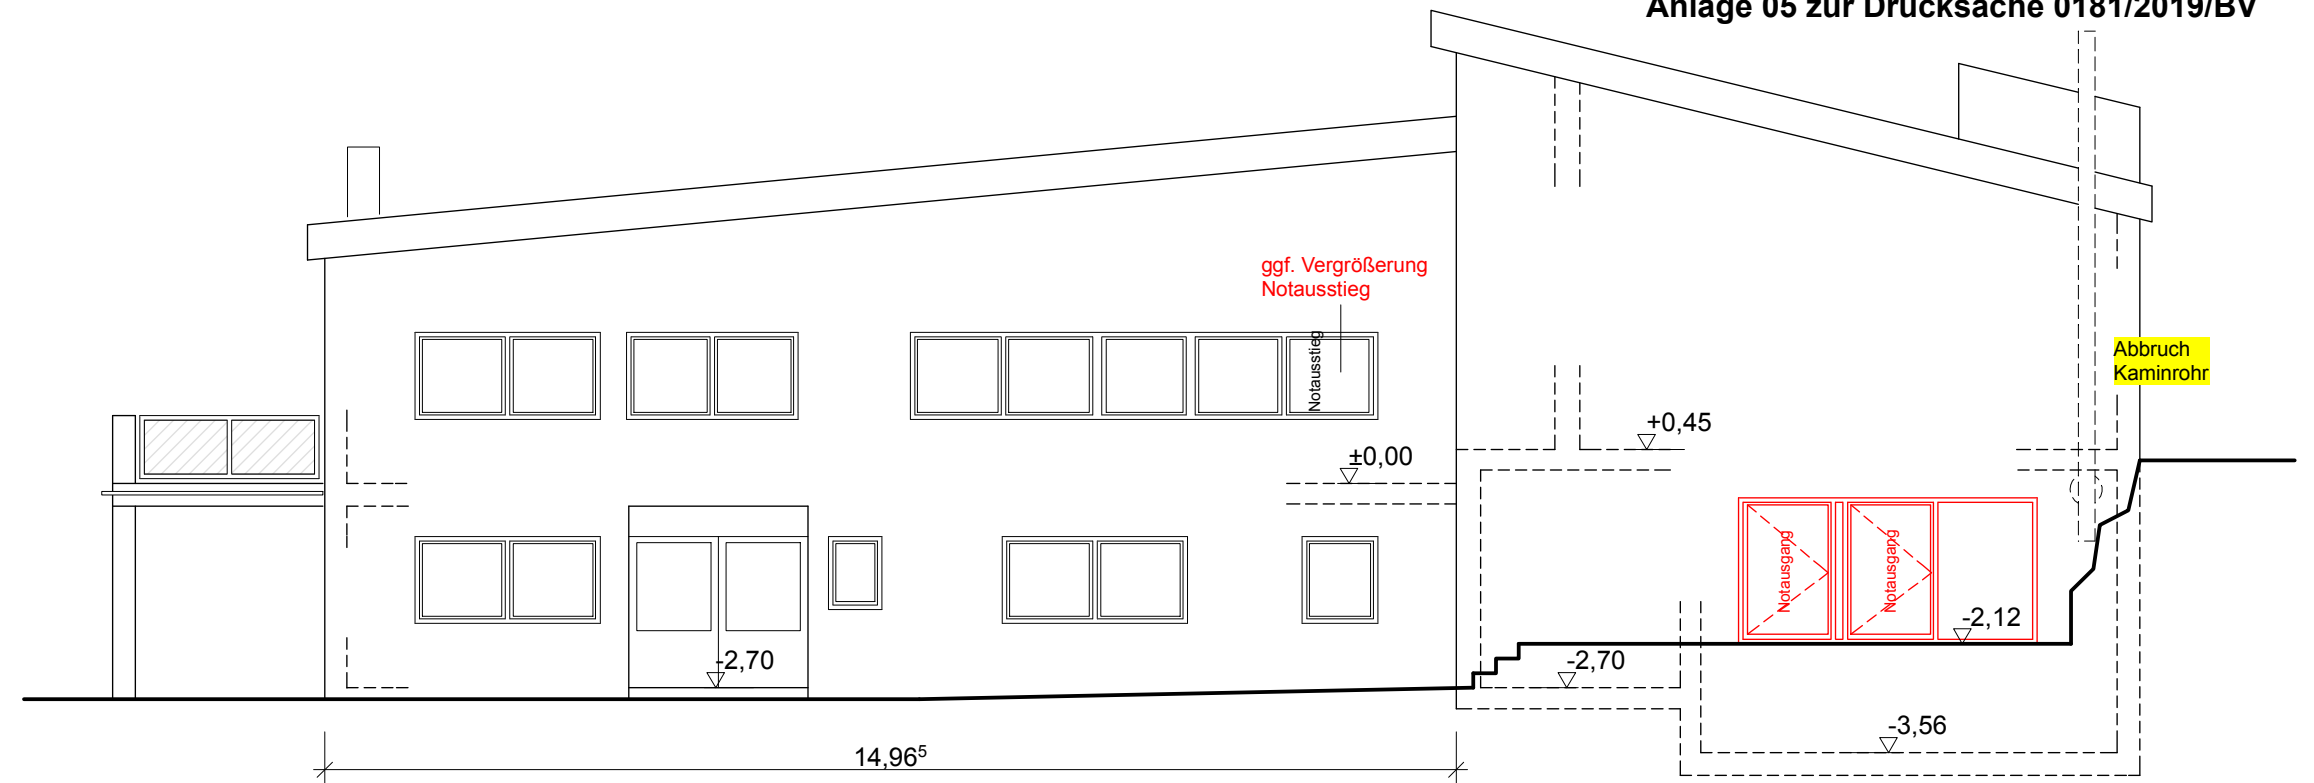 Anlage 05 zur Drucksache 0181/2019/BV
ggf. Vergrößerung
Notausstieg
Notausstieg
Abbruch
Kaminrohr
+0,45
±0,00
Notausgang
Notausgang
-2,12
-2,70
-2,70
-3,56
14,96⁵